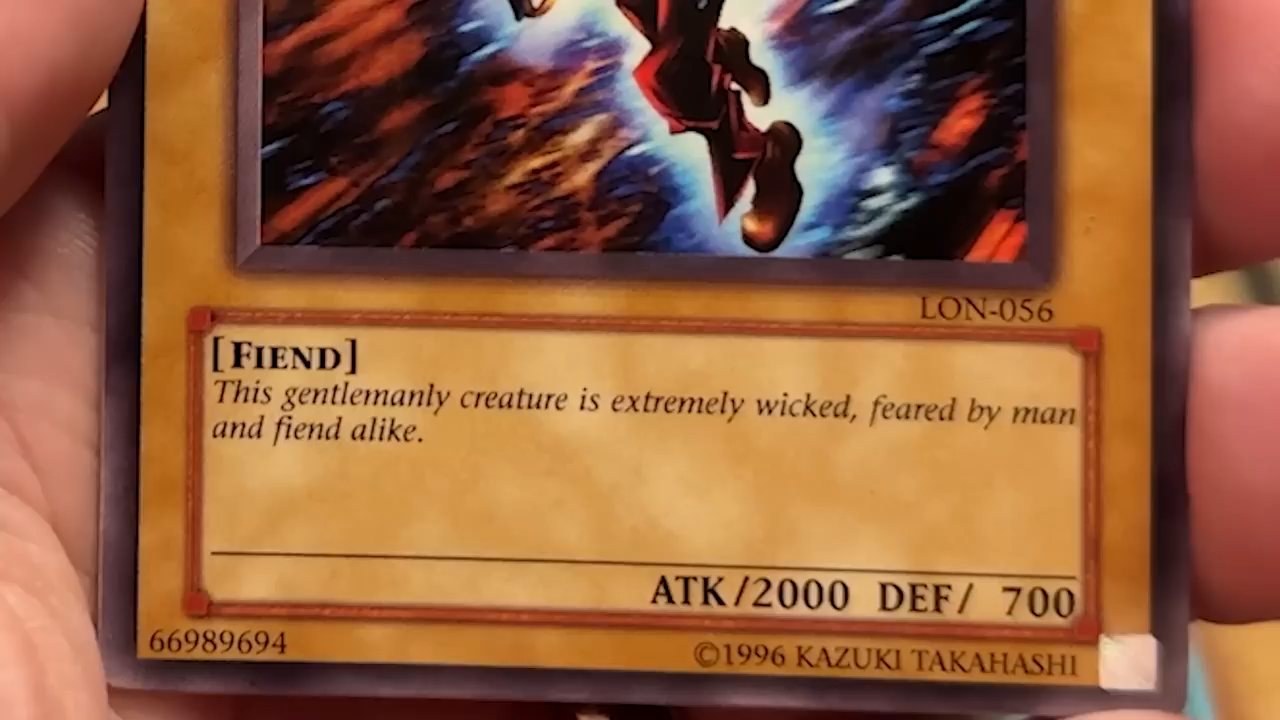 LON-056
[FIEND]
This gentlemanly creature is extremely wicked, feared by man
and fiend alike.
ATK/2000 DEF/ 700
66989694
©1996 KAZUKI TAKAHASHI